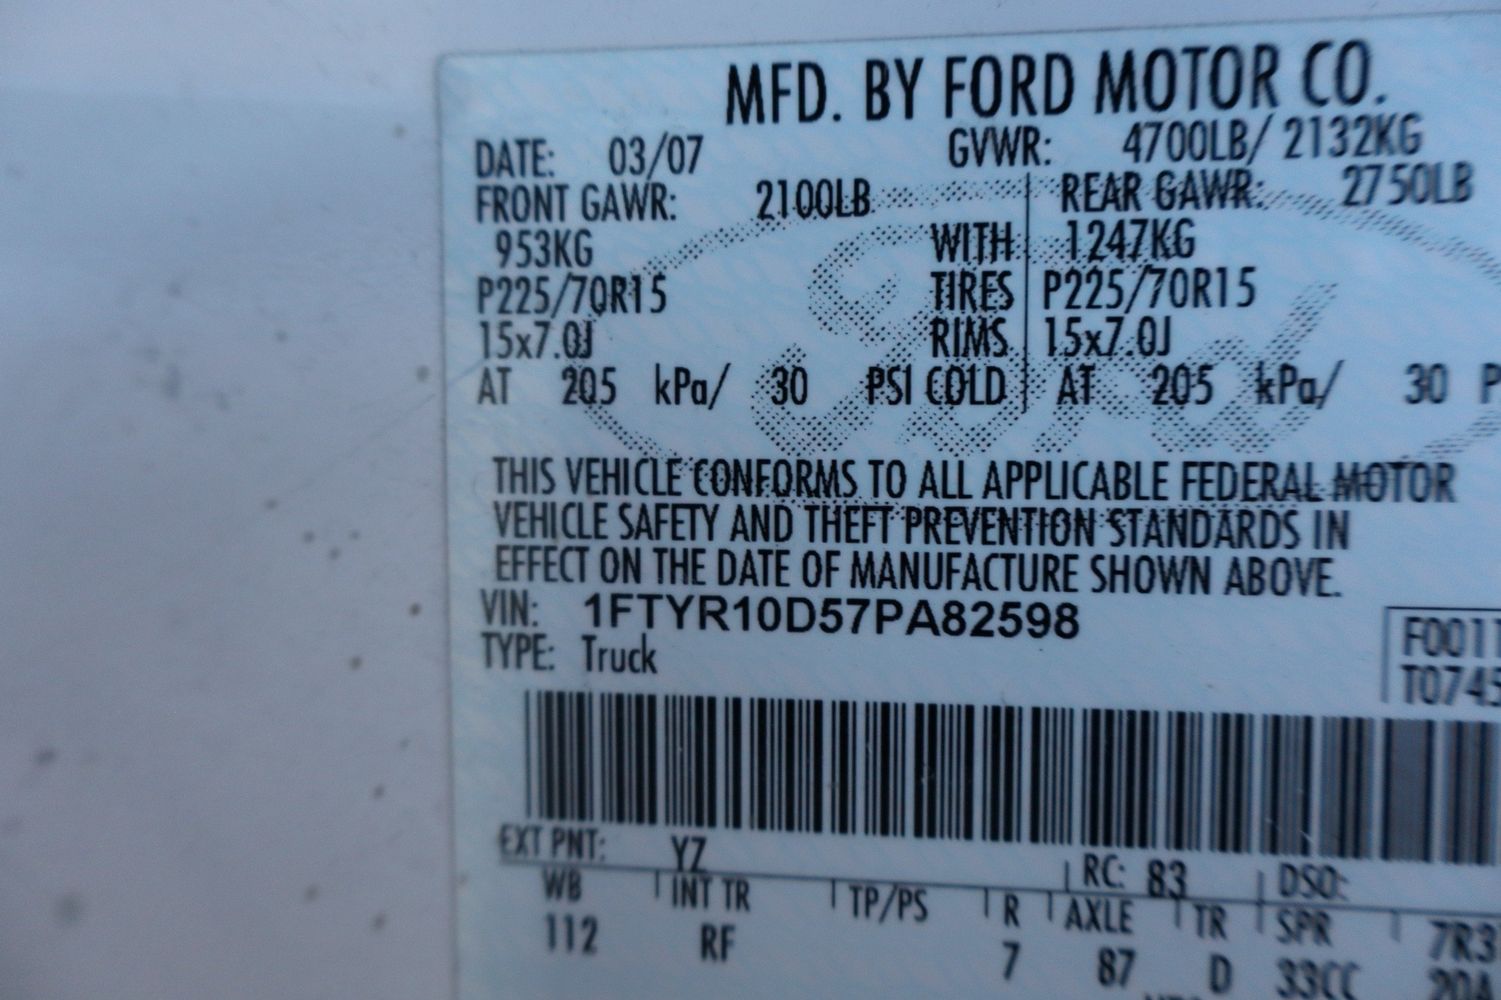 MFD. BY FORD MOTOR CO.
DATE: 03/07 GVWR: 4700LB/ 2132KG
FRONT GAWR: 2100LB REAR GAWR: 2750LB
953KG WITH 1247KG
P225/70R15 TIRES P225/70R15
15x7.0J RIMS 15x7.0J
AT 205 kPa/ 30 PSI COLD AT 205 kPa/ 30 P
THIS VEHICLE CONFORMS TO ALL APPLICABLE FEDERAL MOTOR
VEHICLE SAFETY AND THEFT PREVENTION STANDARDS IN
EFFECT ON THE DATE OF MANUFACTURE SHOWN ABOVE.
VIN: 1FTYR10D57PA82598
TYPE: Truck
F0011
T0745
EXT PNT: YZ RC: 83 DSO:
WB INT TR TP/PS R AXLE TR SPR 7R3
112 RF 7 87 D 33CC 20A